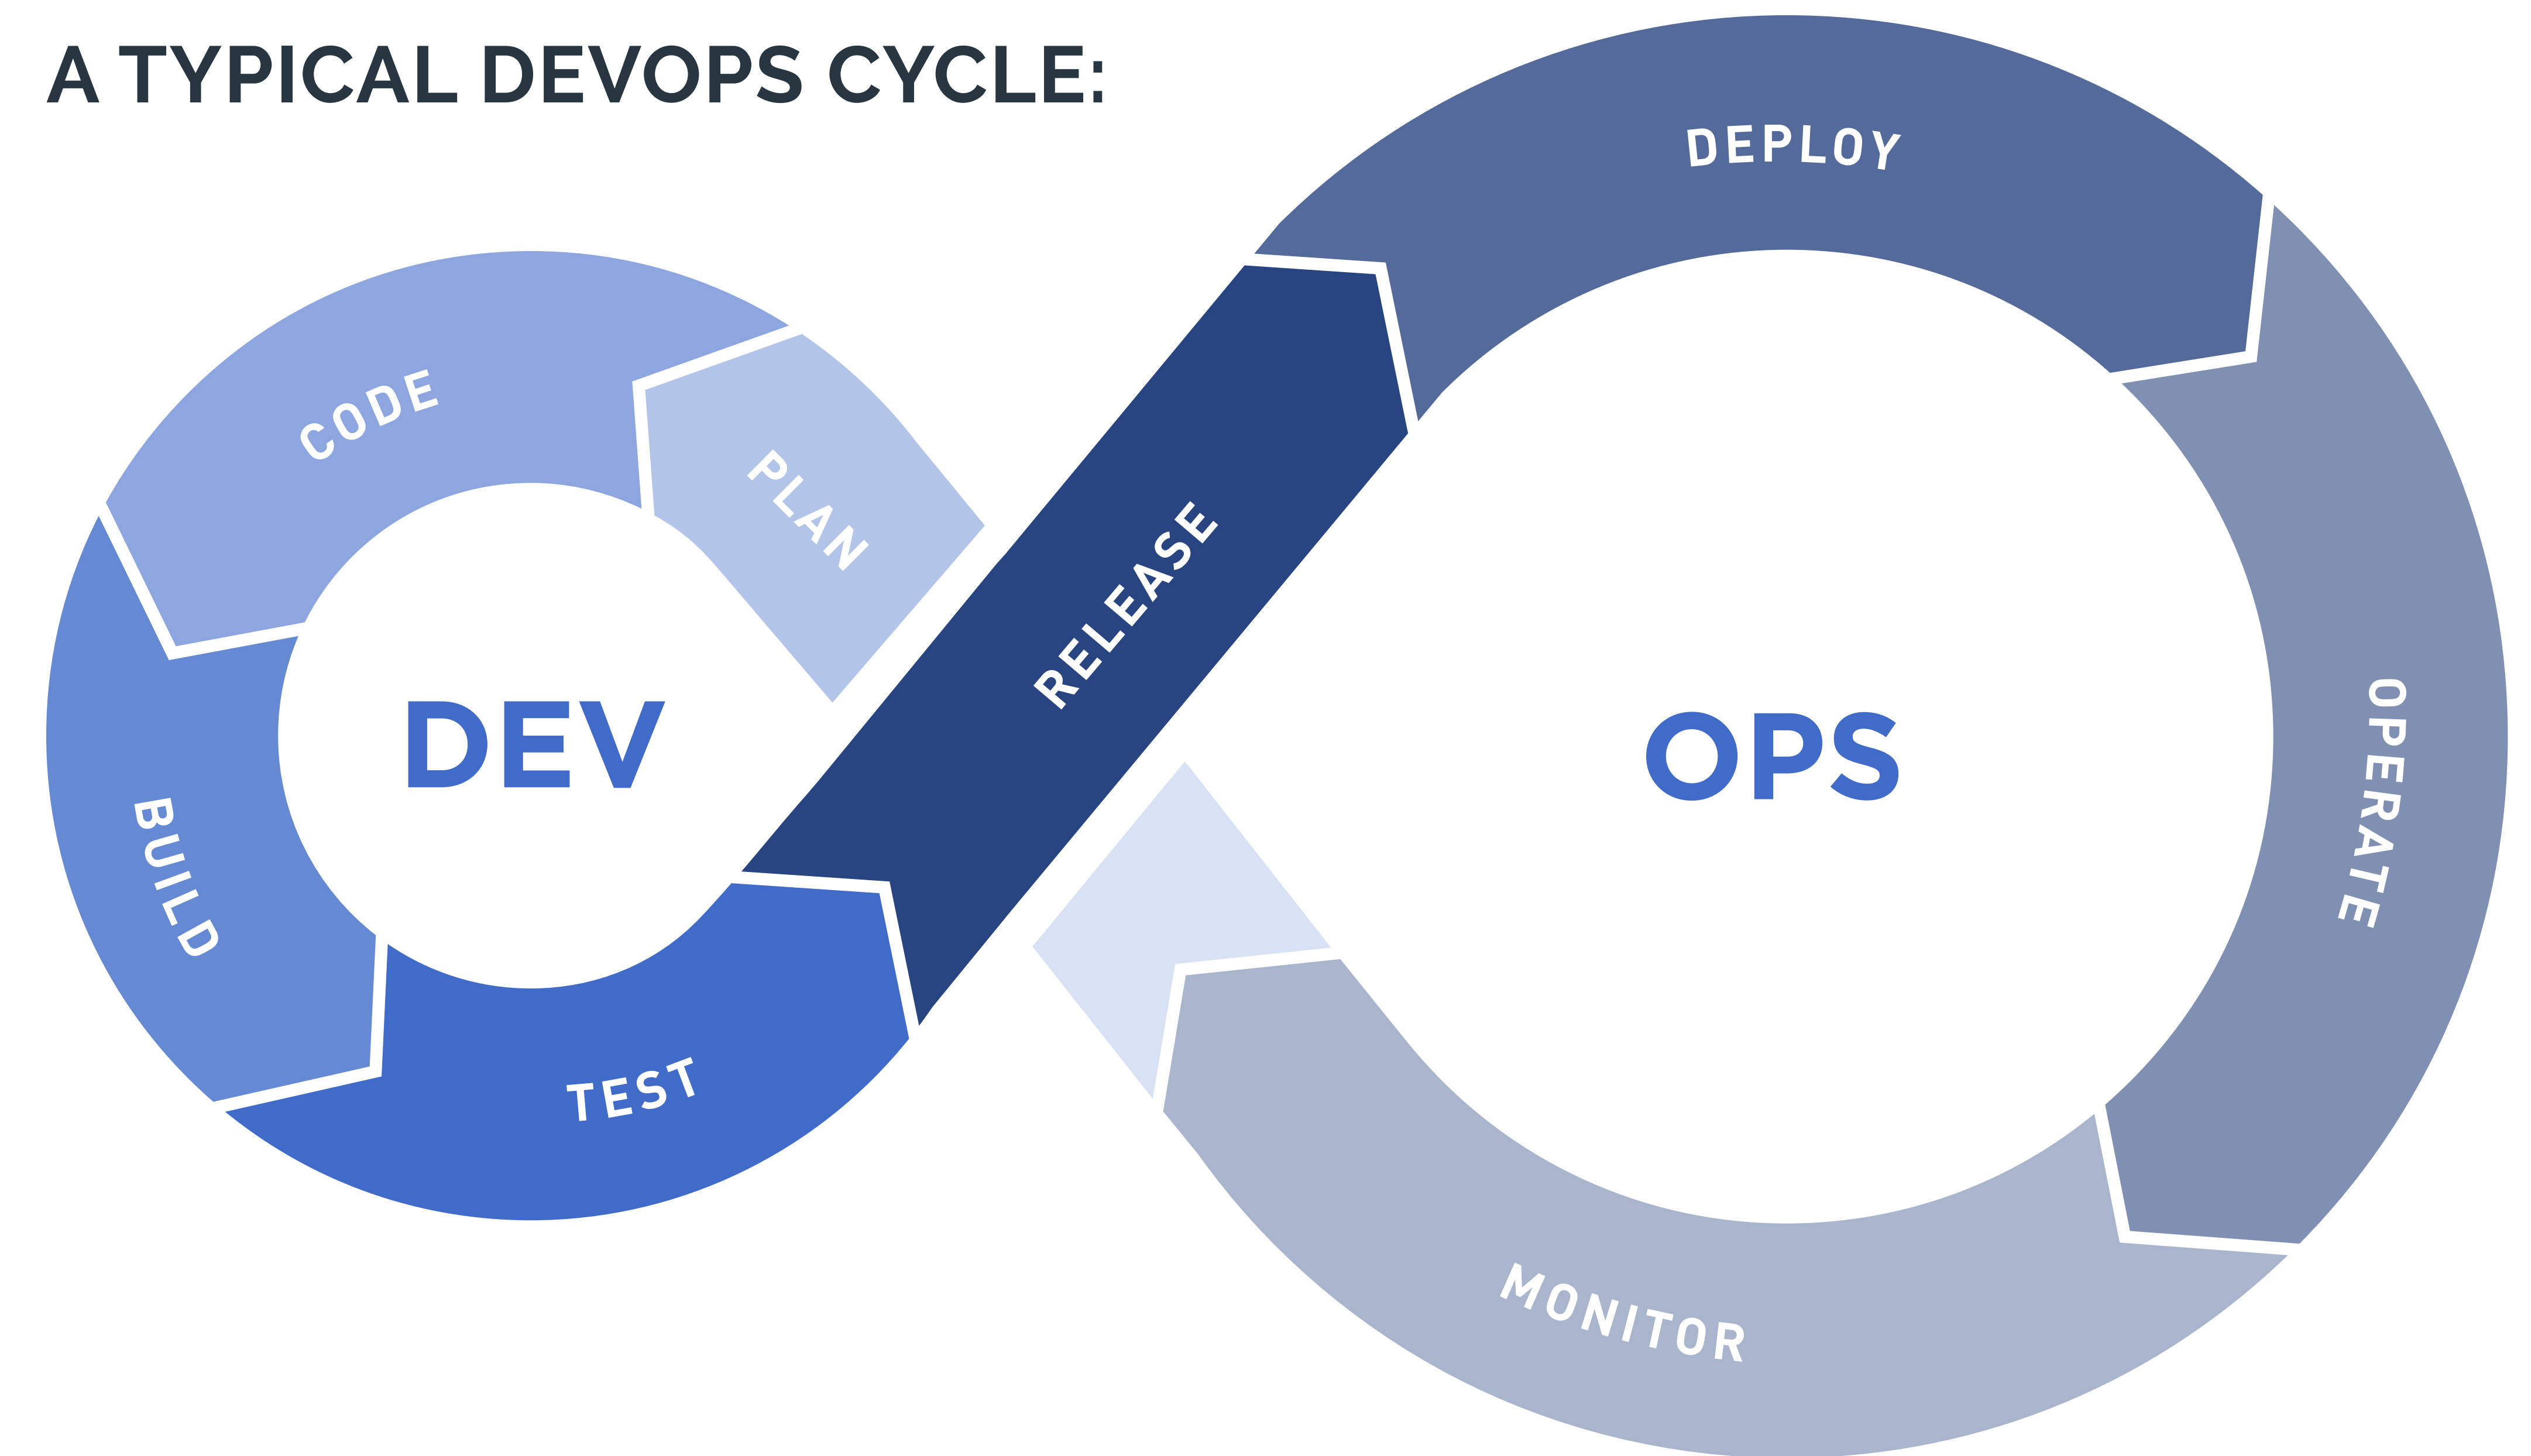 A TYPICAL DEVOPS CYCLE:
DEV
PLAN
CODE
BUILD
TEST
RELEASE
OPS
DEPLOY
OPERATE
MONITOR